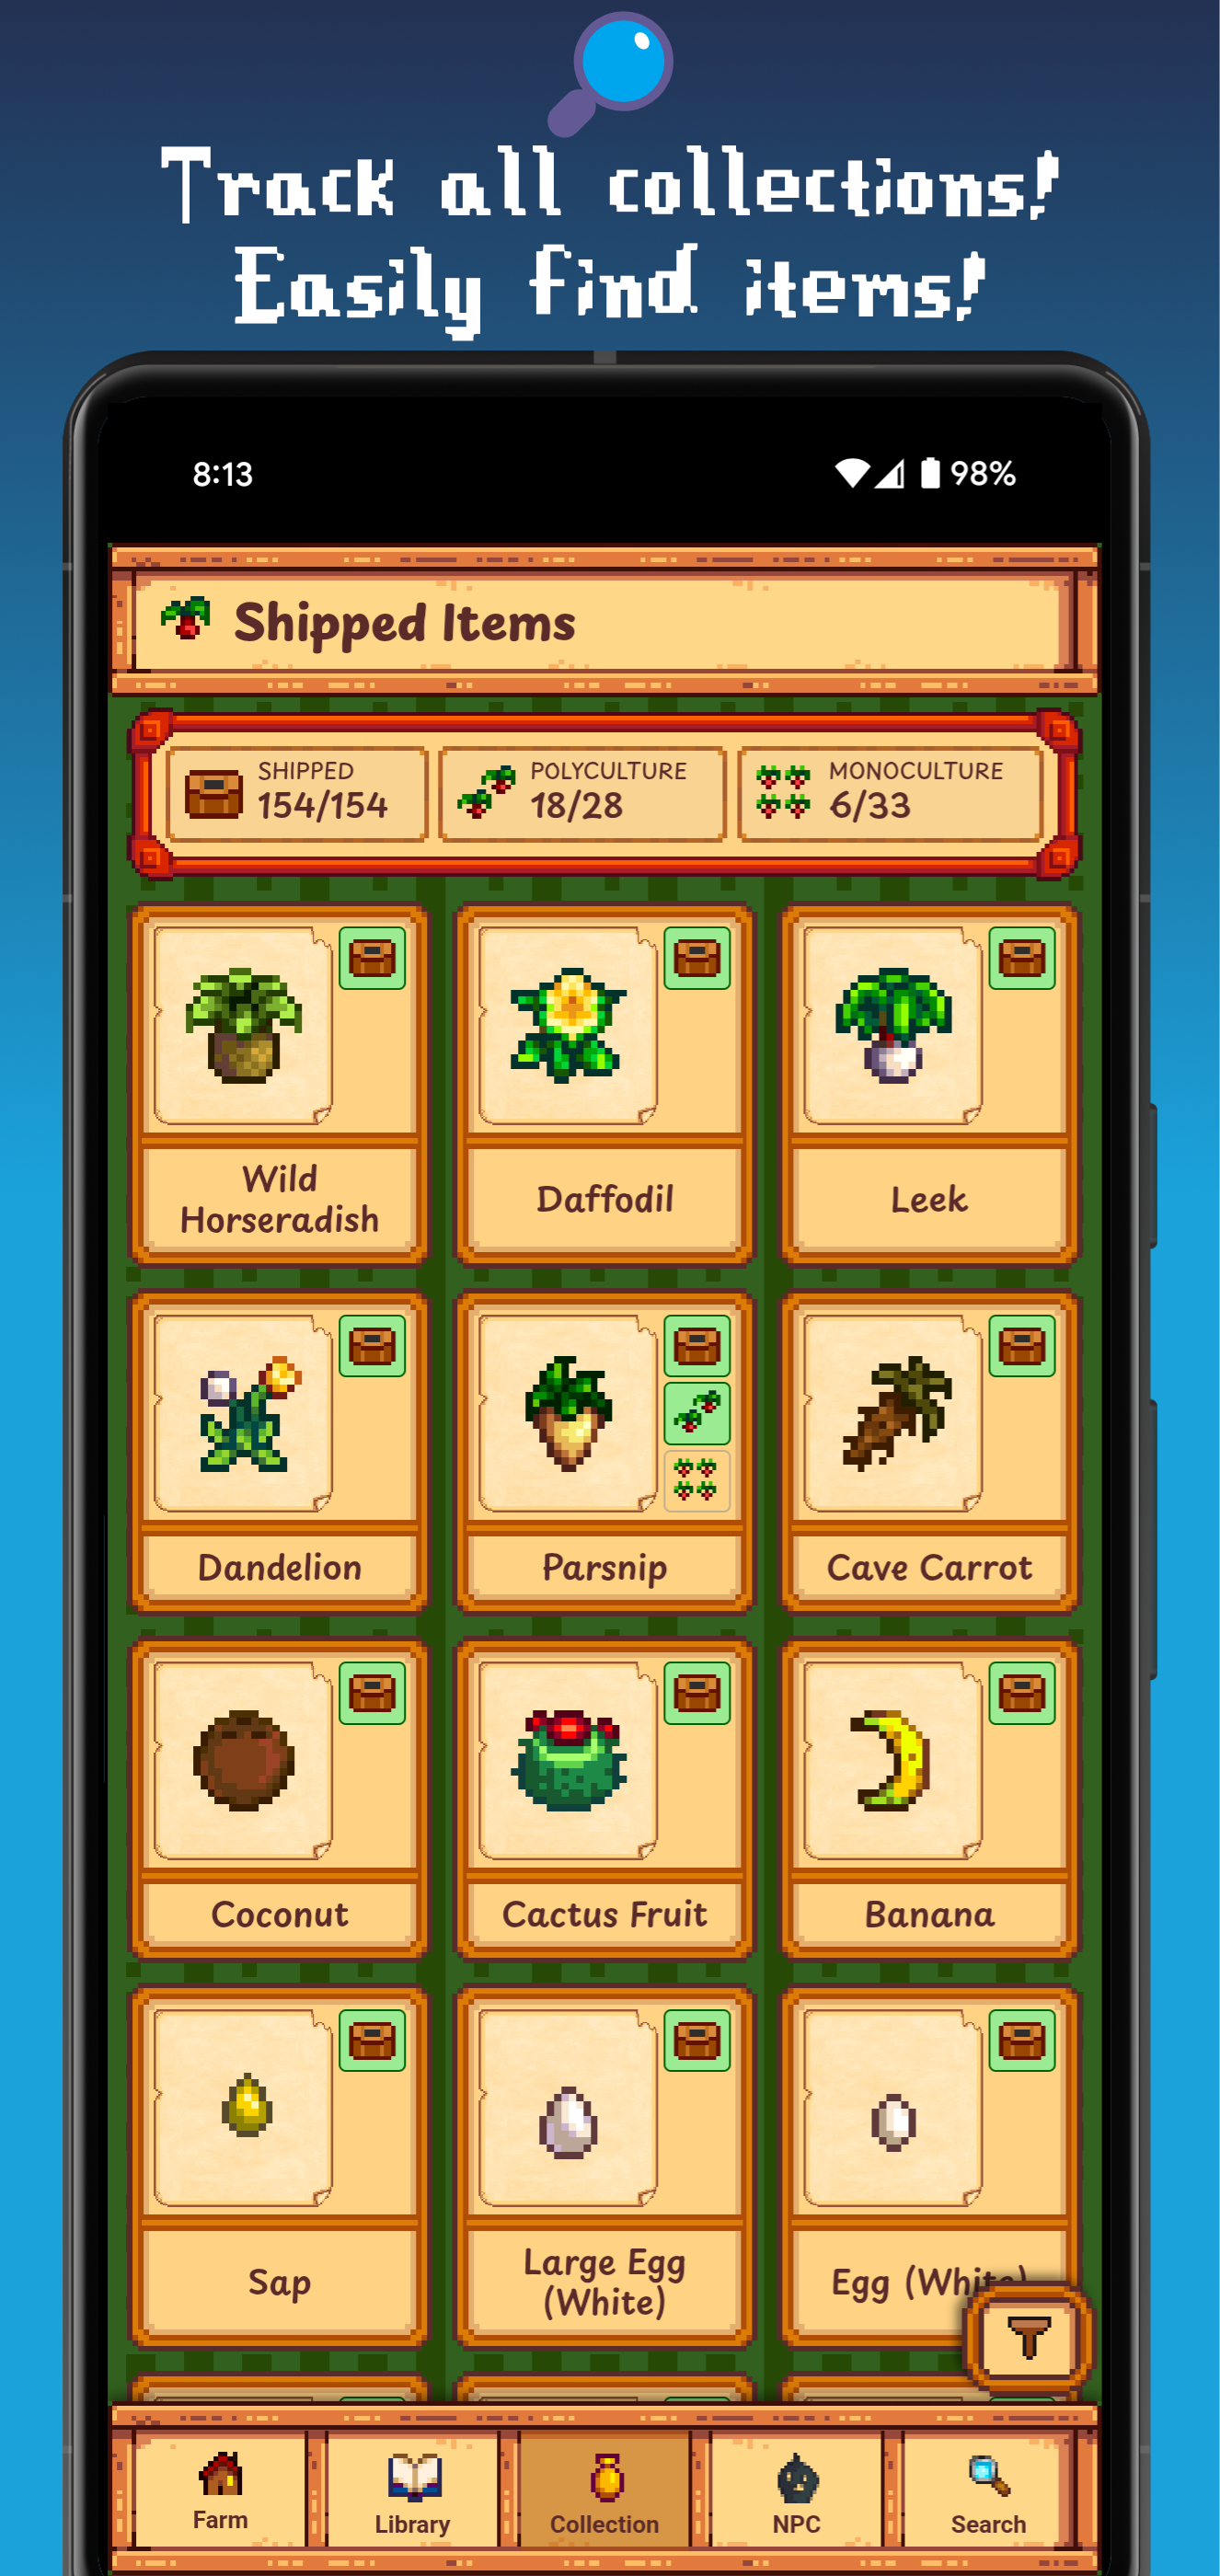 Track all collections!
Easily find items!
8:13
98%
Shipped Items
SHIPPED
154/154
POLYCULTURE
18/28
MONOCULTURE
6/33
Wild
Horseradish
Daffodil
Leek
Dandelion
Parsnip
Cave Carrot
Coconut
Cactus Fruit
Banana
Sap
Large Egg
(White)
Egg (White)
Farm
Library
Collection
NPC
Search